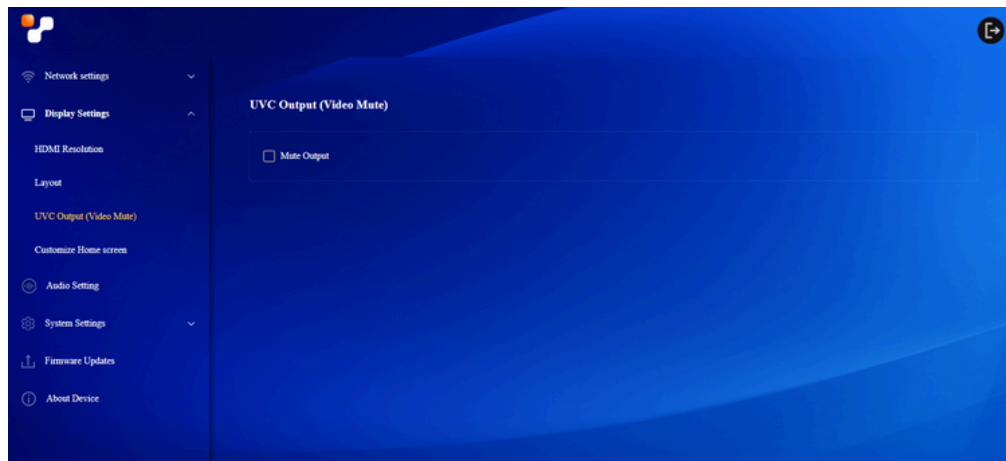 Network settings
Display Settings
HDMI Resolution
Layout
UVC Output (Video Mute)
Customize Home screen
Audio Setting
System Settings
Firmware Updates
About Device
UVC Output (Video Mute)
Mute Output